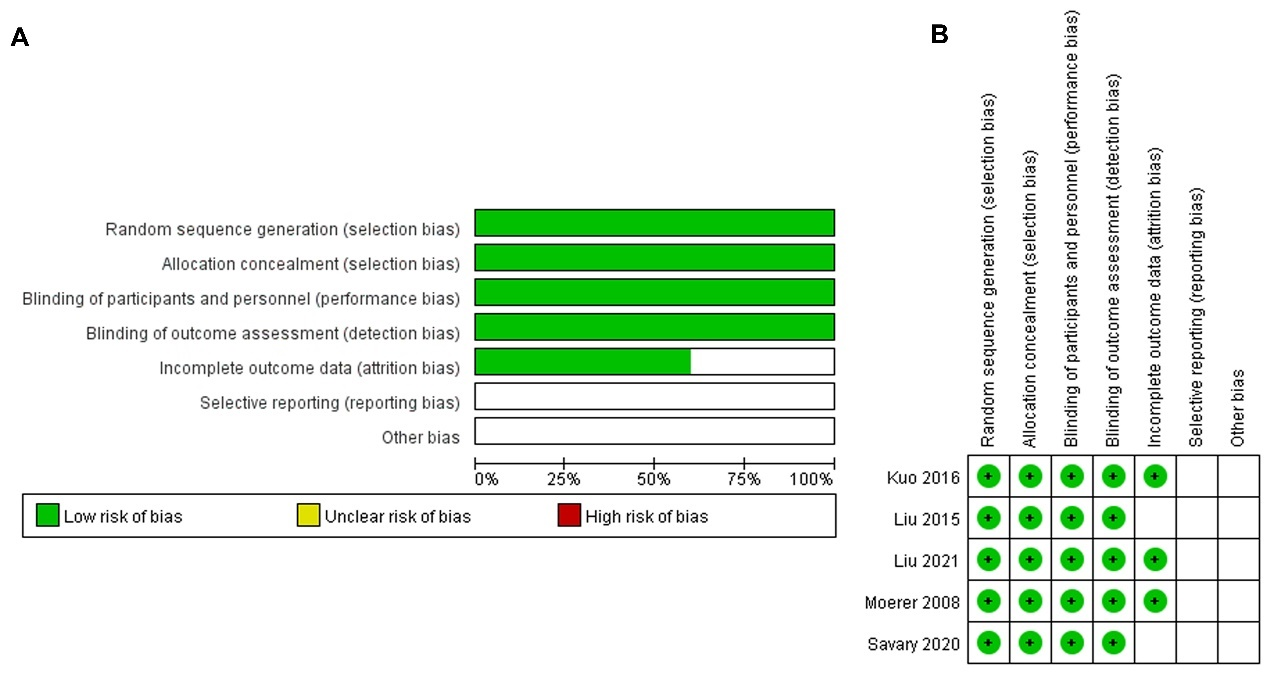 A
Random sequence generation (selection bias)
Allocation concealment (selection bias)
Blinding of participants and personnel (performance bias)
Blinding of outcome assessment (detection bias)
Incomplete outcome data (attrition bias)
Selective reporting (reporting bias)
Other bias
0% 25% 50% 75% 100%
Low risk of bias Unclear risk of bias High risk of bias
B
Random sequence generation (selection bias)
Allocation concealment (selection bias)
Blinding of participants and personnel (performance bias)
Blinding of outcome assessment (detection bias)
Incomplete outcome data (attrition bias)
Selective reporting (reporting bias)
Other bias
Kuo 2016 + + + + +
Liu 2015 + + + +
Liu 2021 + + + + +
Moerer 2008 + + + + +
Savary 2020 + + + +